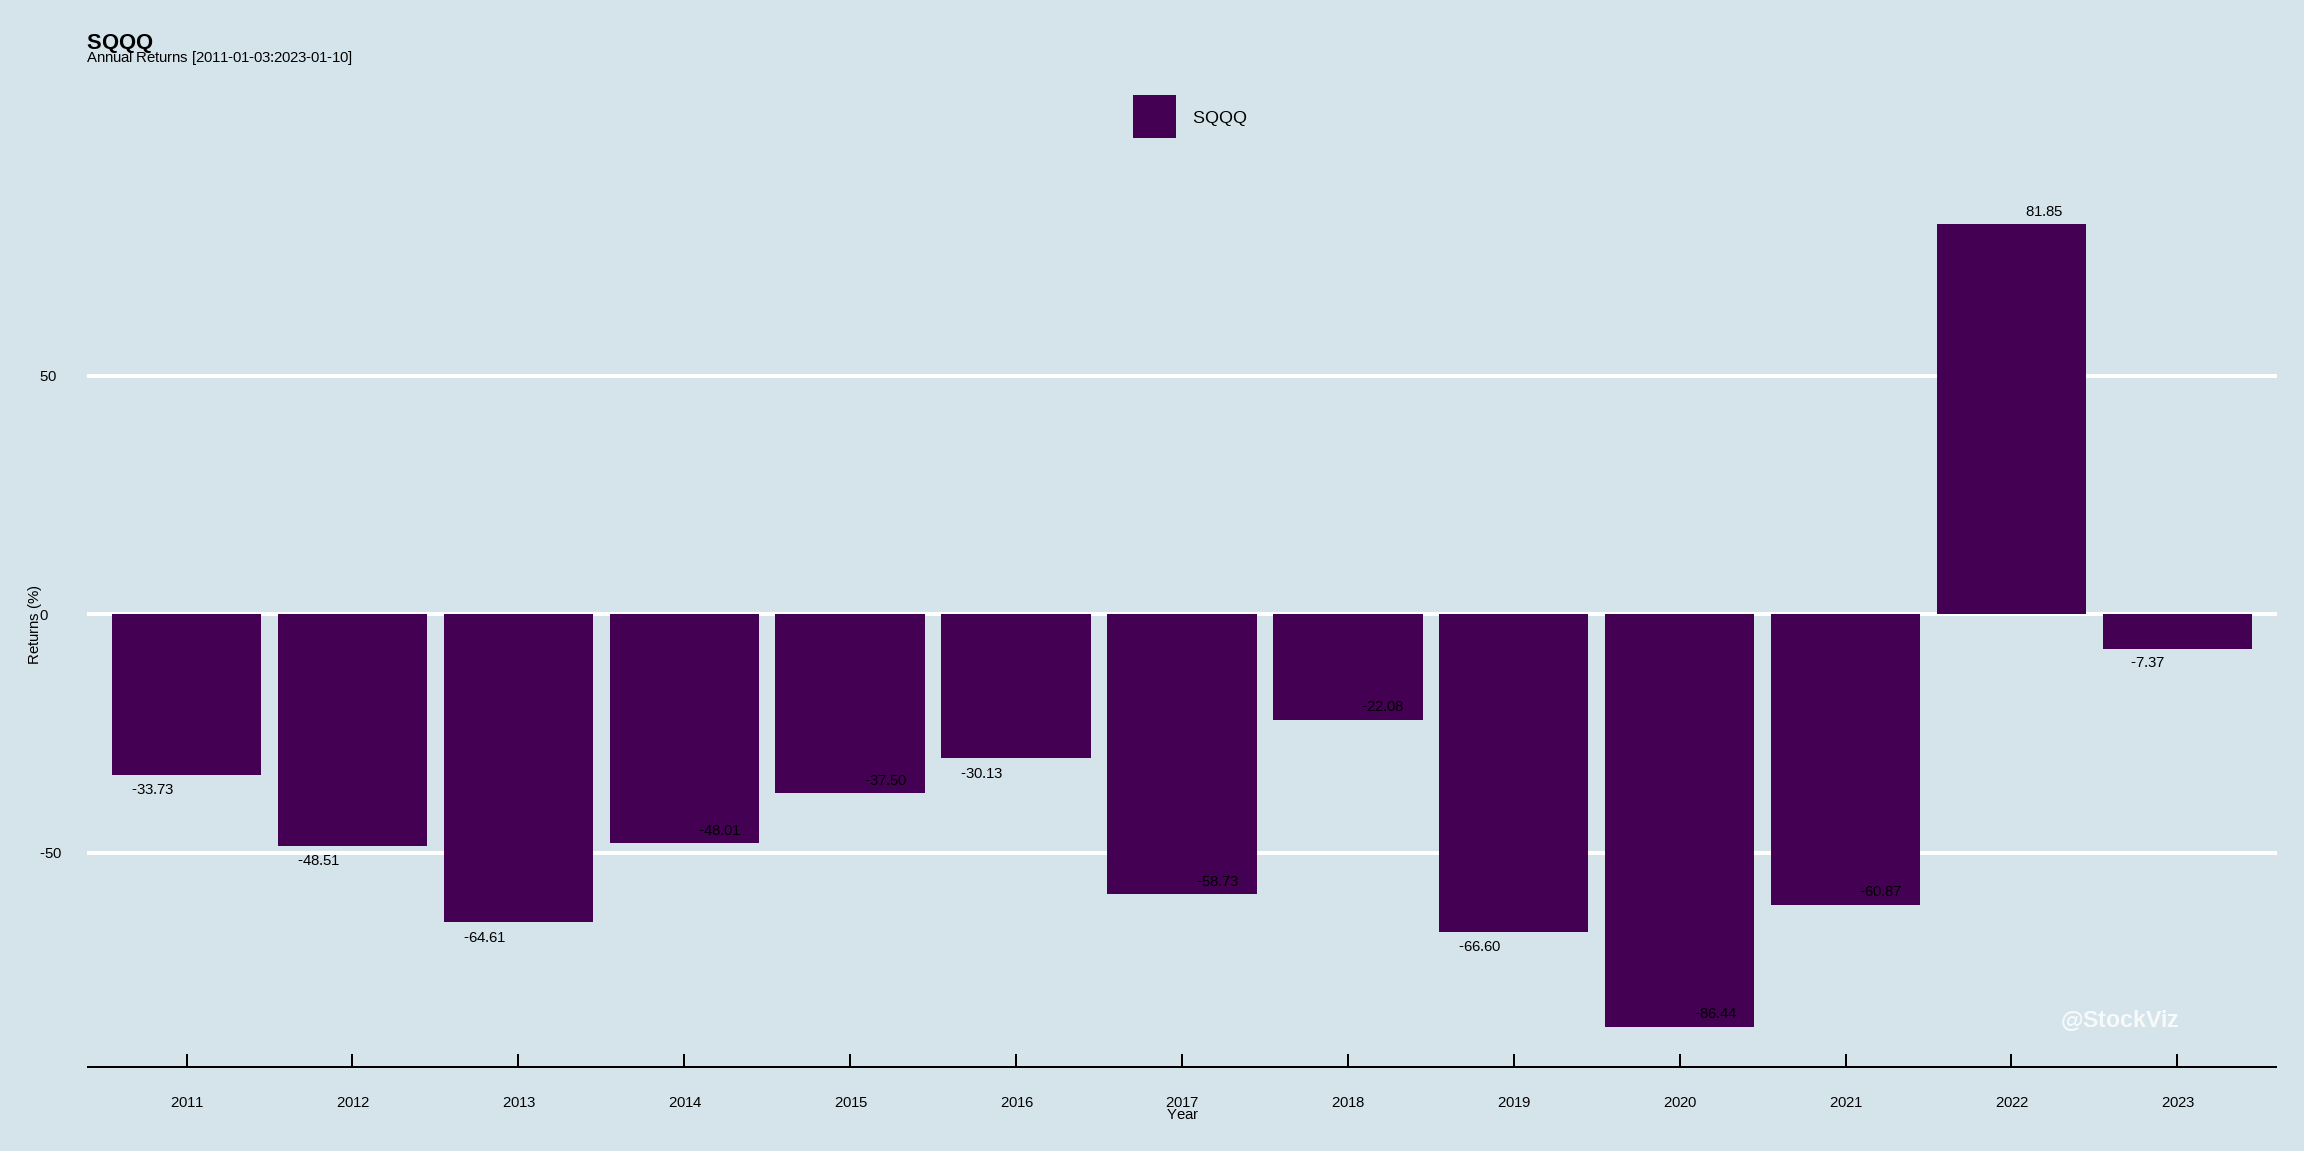 SQQQ
Annual Returns [2011-01-03:2023-01-10]
SQQQ
81.85
50
0
Returns (%)
-7.37
-22.08
-30.13
-37.50
-33.73
-48.01
-50
-48.51
-58.73
-60.87
-64.61
-66.60
-86.44
@StockViz
2011 2012 2013 2014 2015 2016 2017 2018 2019 2020 2021 2022 2023
Year